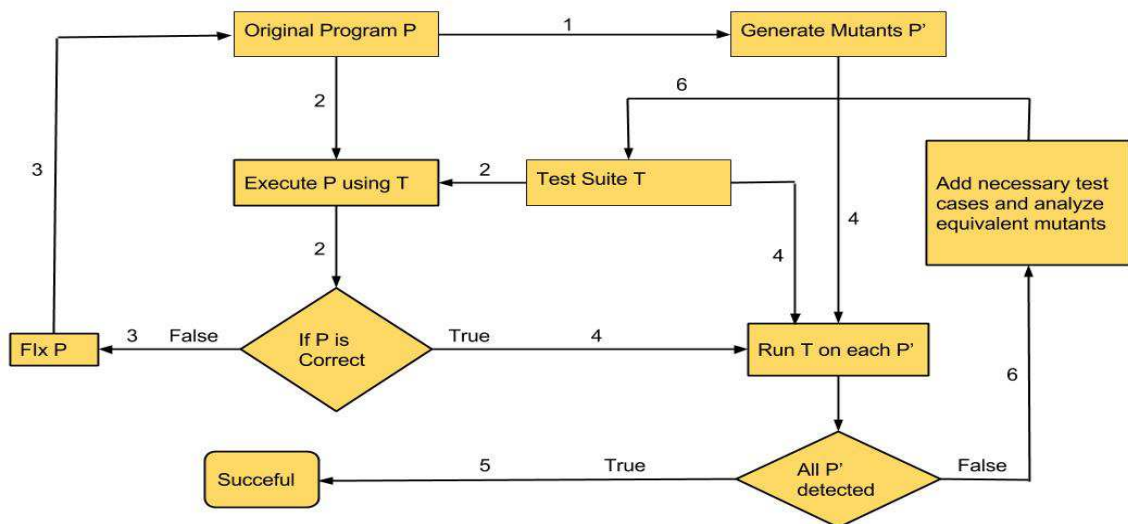 Original Program P
1
Generate Mutants P’
6
2
3
Execute P using T
2
Test Suite T
Add necessary test
cases and analyze
equivalent mutants
4
2
4
FIx P
3
False
If P is
Correct
True
4
Run T on each P’
6
Succeful
5
True
All P’
detected
False